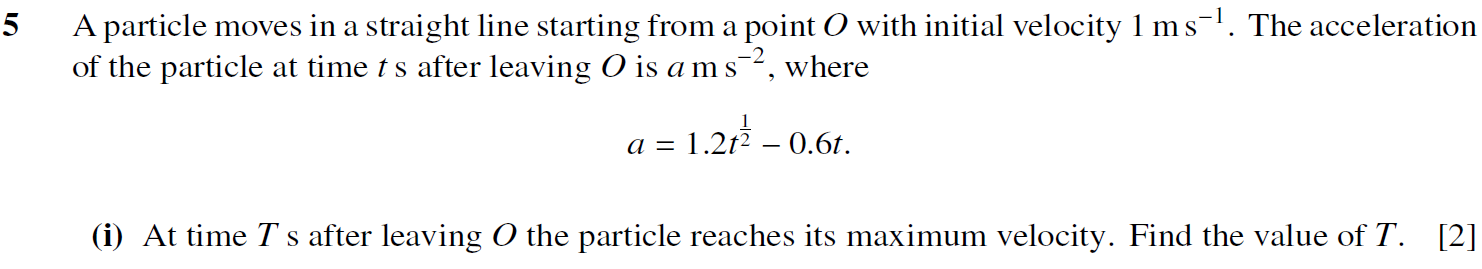 5 A particle moves in a straight line starting from a point O with initial velocity 1 m s⁻¹. The acceleration
of the particle at time t s after leaving O is a m s⁻², where
a = 1.2t^{1/2} – 0.6t.
(i) At time T s after leaving O the particle reaches its maximum velocity. Find the value of T. [2]